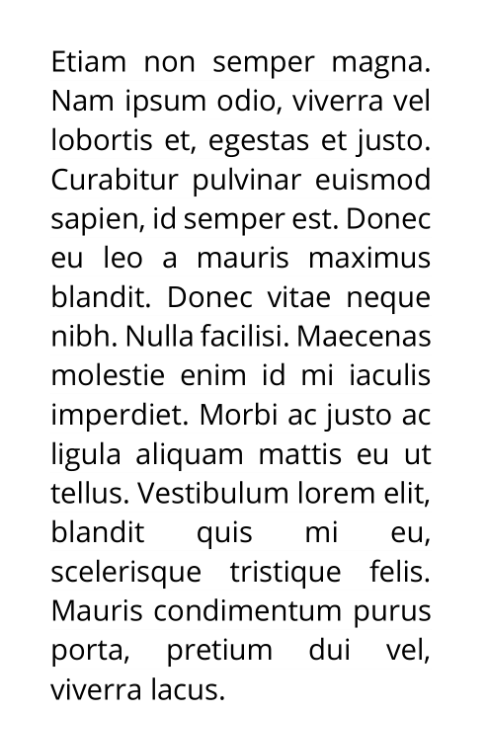 Etiam non semper magna.
Nam ipsum odio, viverra vel
lobortis et, egestas et justo.
Curabitur pulvinar euismod
sapien, id semper est. Donec
eu leo a mauris maximus
blandit. Donec vitae neque
nibh. Nulla facilisi. Maecenas
molestie enim id mi iaculis
imperdiet. Morbi ac justo ac
ligula aliquam mattis eu ut
tellus. Vestibulum lorem elit,
blandit quis mi eu,
scelerisque tristique felis.
Mauris condimentum purus
porta, pretium dui vel,
viverra lacus.